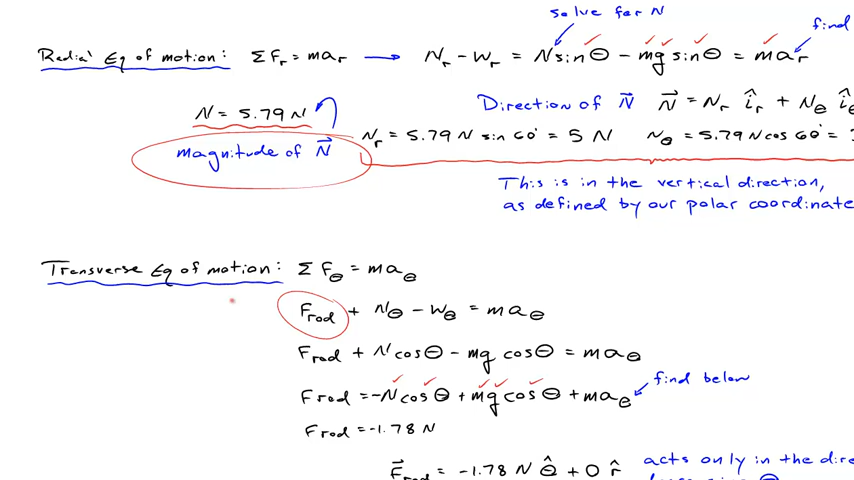 solve for N
find
Radial Eq of motion: Σ Fr = mar → Nr - Wr = N sin Θ - mg sin Θ = mar
N = 5.79 N
Direction of N⃗ N⃗ = Nr îr + NΘ îΘ
magnitude of N⃗
Nr = 5.79 N sin 60° = 5 N NΘ = 5.79 N cos 60° =
This is in the vertical direction,
as defined by our polar coordinate
Transverse Eq of motion: Σ FΘ = maΘ
Frod + NΘ - WΘ = maΘ
Frod + N cos Θ - mg cos Θ = maΘ
find below
Frod = -N cos Θ + mg cos Θ + maΘ
Frod = -1.78 N
F⃗rod = -1.78 N Θ̂ + 0 r̂ acts only in the